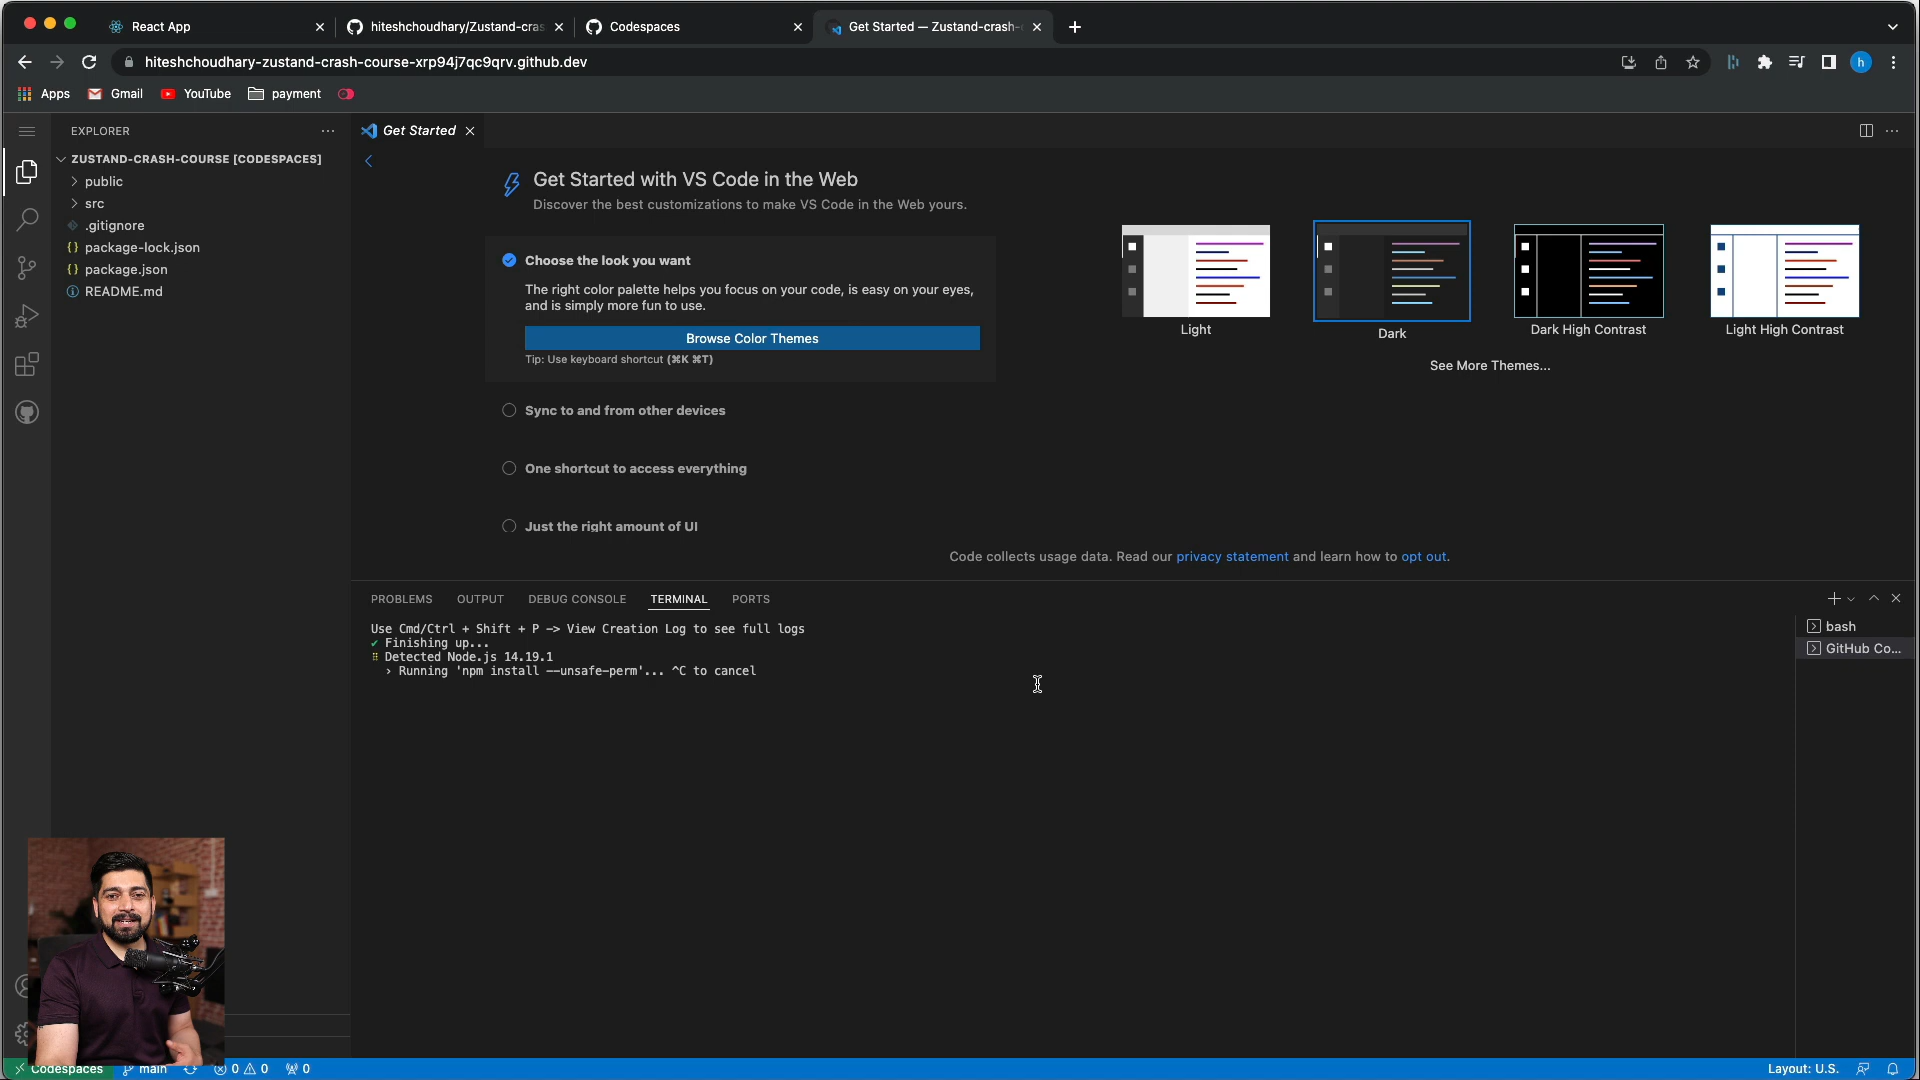 React App
hiteshchoudhary/Zustand-cras
Codespaces
Get Started — Zustand-crash-
hiteshchoudhary-zustand-crash-course-xrp94j7qc9qrv.github.dev
h
Apps
Gmail
YouTube
payment
EXPLORER
ZUSTAND-CRASH-COURSE [CODESPACES]
public
src
.gitignore
package-lock.json
package.json
README.md
Get Started
Get Started with VS Code in the Web
Discover the best customizations to make VS Code in the Web yours.
Choose the look you want
The right color palette helps you focus on your code, is easy on your eyes,
and is simply more fun to use.
Browse Color Themes
Tip: Use keyboard shortcut (⌘K ⌘T)
Sync to and from other devices
One shortcut to access everything
Just the right amount of UI
Light
Dark
Dark High Contrast
Light High Contrast
See More Themes...
Code collects usage data. Read our privacy statement and learn how to opt out.
PROBLEMS OUTPUT DEBUG CONSOLE TERMINAL PORTS
Use Cmd/Ctrl + Shift + P -> View Creation Log to see full logs
✔ Finishing up...
⠿ Detected Node.js 14.19.1
› Running 'npm install --unsafe-perm'... ^C to cancel
bash
GitHub Co...
Codespaces
main
0
0
0
Layout: U.S.